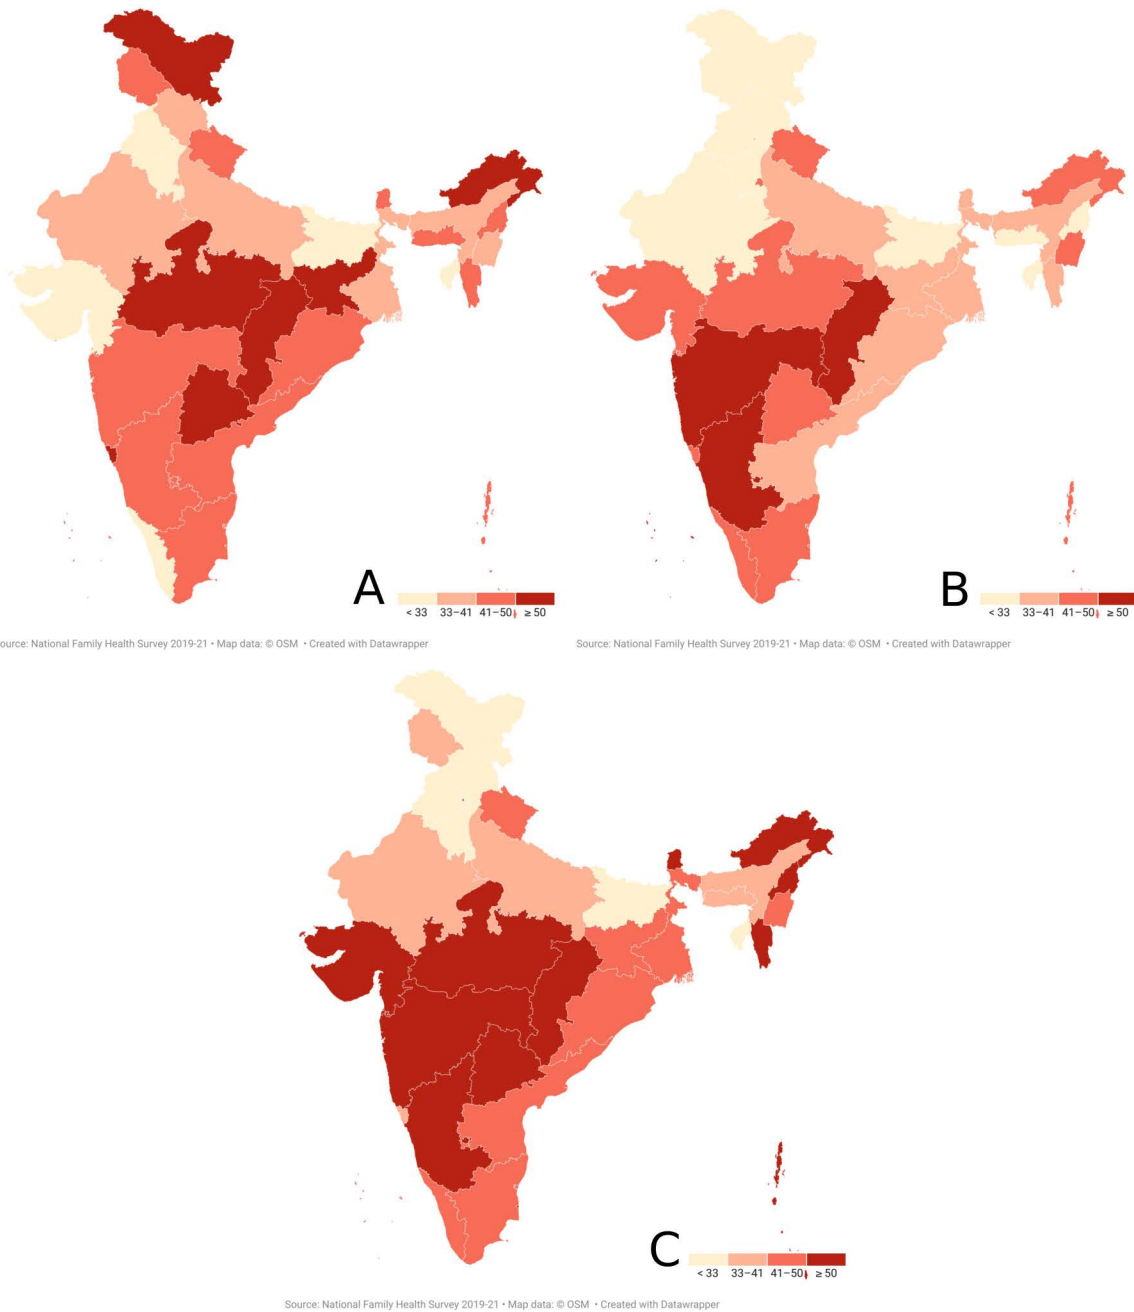 A
< 33 33–41 41–50 ≥ 50
ource: National Family Health Survey 2019-21 • Map data: © OSM • Created with Datawrapper
B
< 33 33–41 41–50 ≥ 50
Source: National Family Health Survey 2019-21 • Map data: © OSM • Created with Datawrapper
C
< 33 33–41 41–50 ≥ 50
Source: National Family Health Survey 2019-21 • Map data: © OSM • Created with Datawrapper